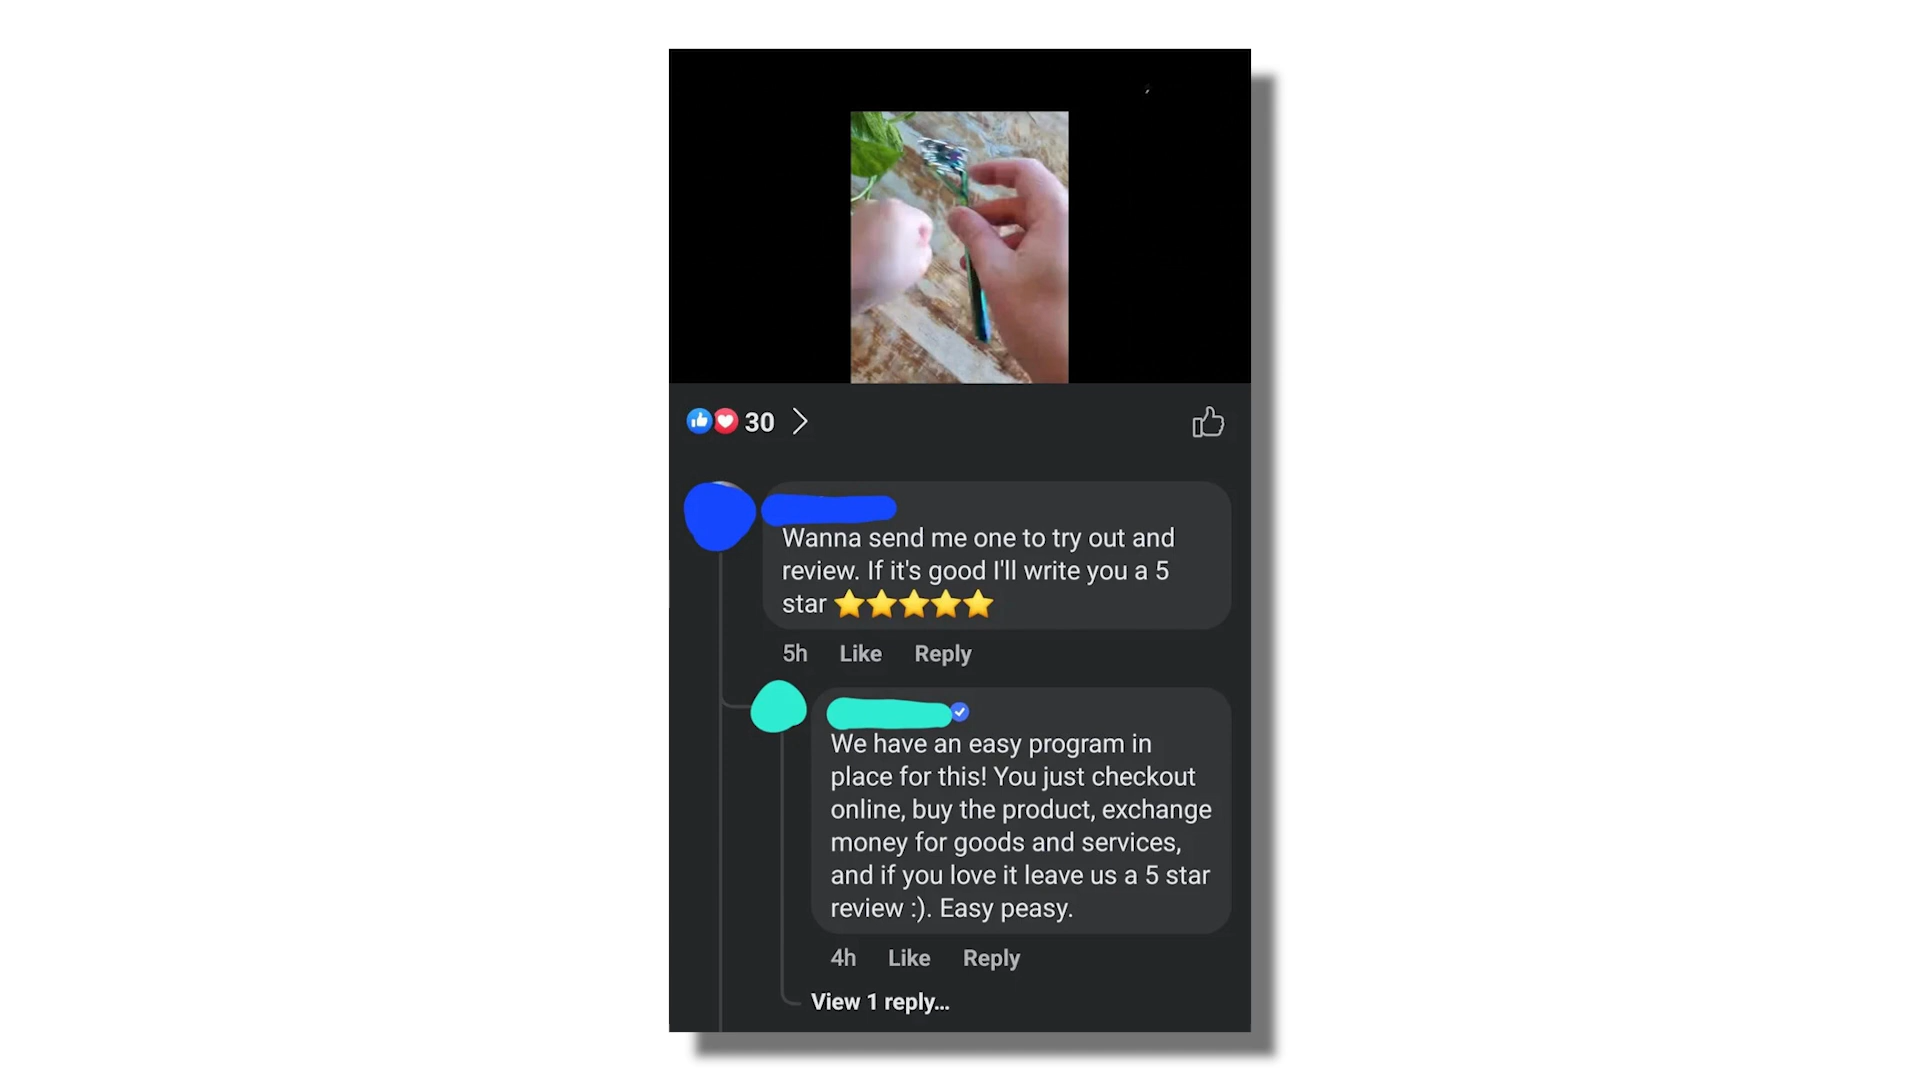 30
Wanna send me one to try out and
review. If it's good I'll write you a 5
star ⭐⭐⭐⭐⭐
5h Like Reply
We have an easy program in
place for this! You just checkout
online, buy the product, exchange
money for goods and services,
and if you love it leave us a 5 star
review :). Easy peasy.
4h Like Reply
View 1 reply...